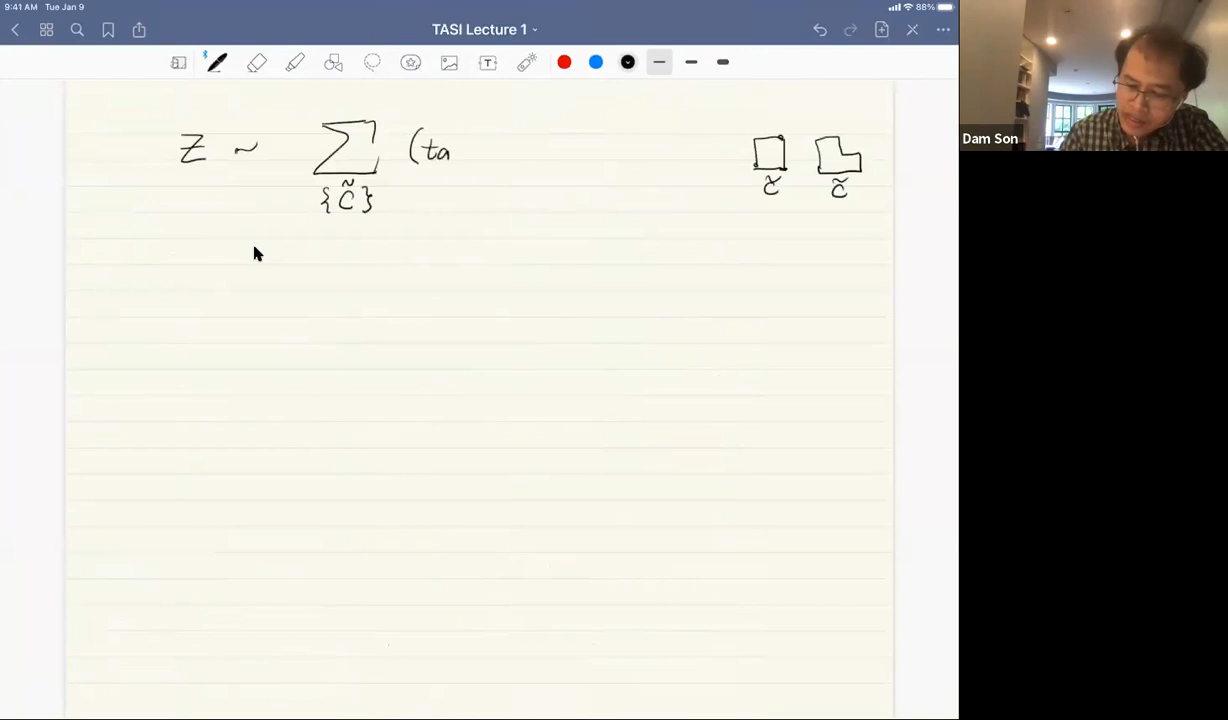 9:41 AM Tue Jan 9
88%
TASI Lecture 1
T
Dam Son
Z ~ Σ (ta
{C̃}
C̃ C̃